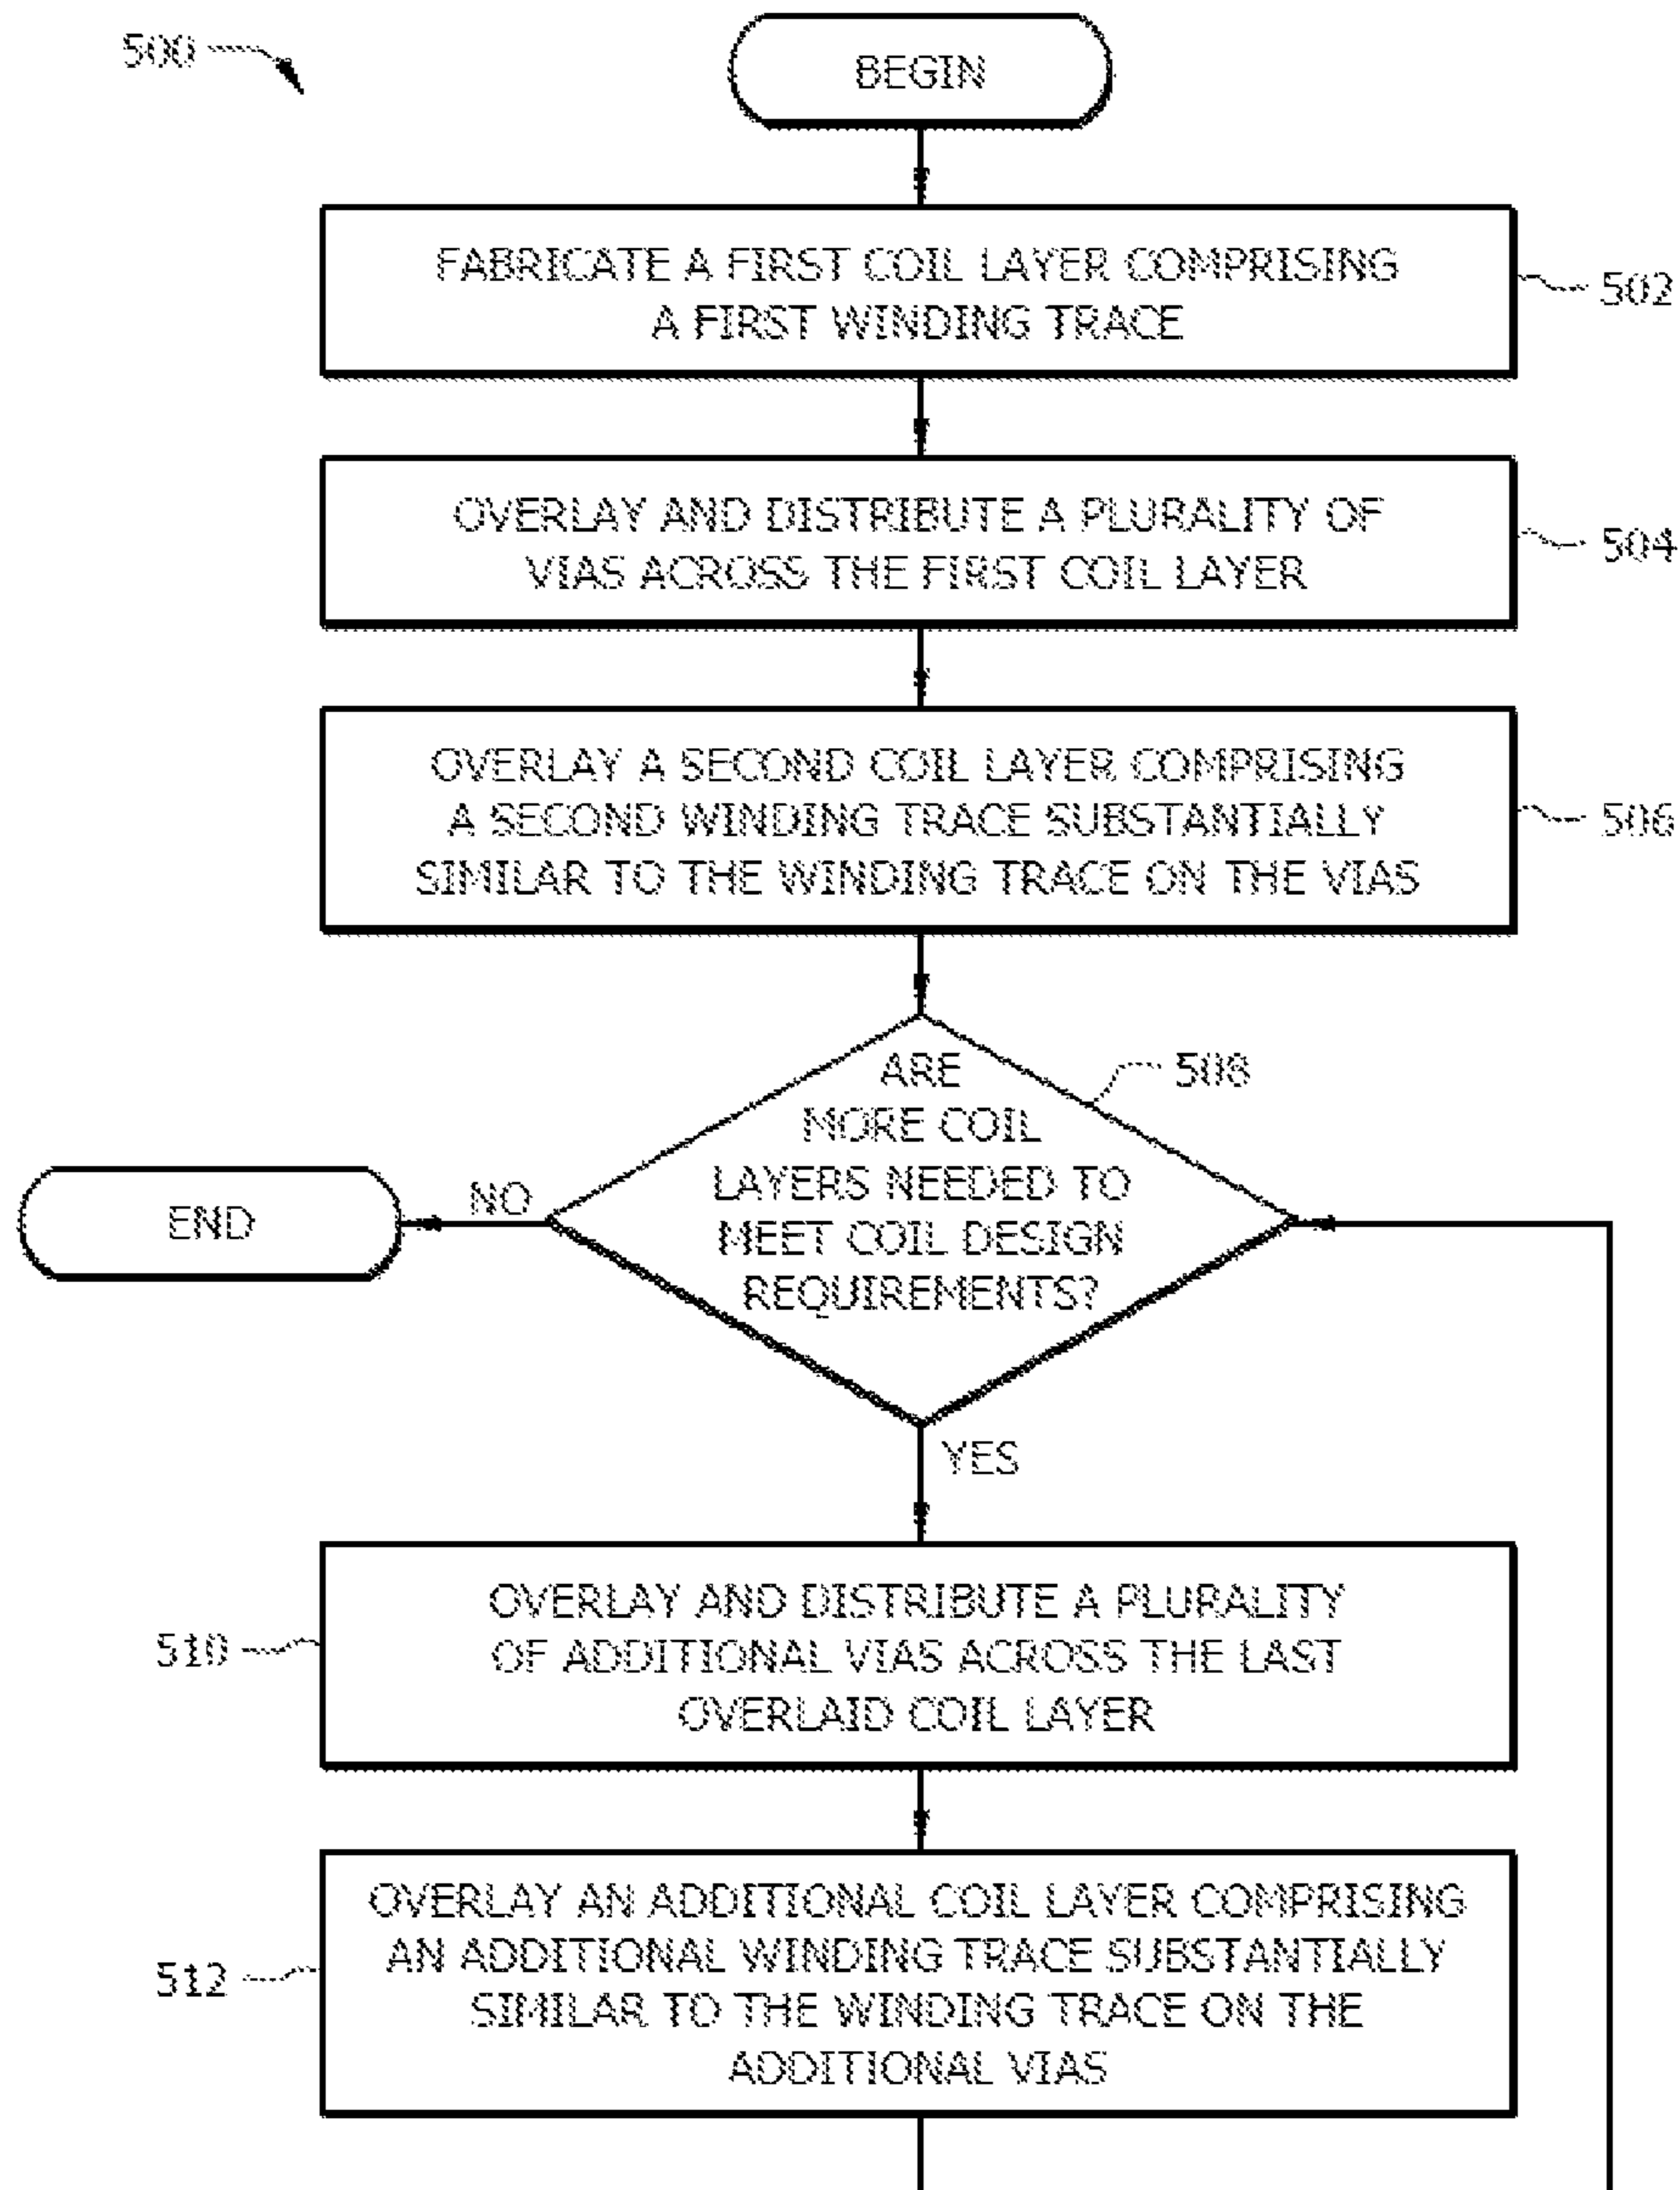 500
BEGIN
FABRICATE A FIRST COIL LAYER COMPRISING
A FIRST WINDING TRACE
502
OVERLAY AND DISTRIBUTE A PLURALITY OF
VIAS ACROSS THE FIRST COIL LAYER
504
OVERLAY A SECOND COIL LAYER COMPRISING
A SECOND WINDING TRACE SUBSTANTIALLY
SIMILAR TO THE WINDING TRACE ON THE VIAS
506
ARE
MORE COIL
LAYERS NEEDED TO
MEET COIL DESIGN
REQUIREMENTS?
508
NO
END
YES
OVERLAY AND DISTRIBUTE A PLURALITY
OF ADDITIONAL VIAS ACROSS THE LAST
OVERLAID COIL LAYER
510
OVERLAY AN ADDITIONAL COIL LAYER COMPRISING
AN ADDITIONAL WINDING TRACE SUBSTANTIALLY
SIMILAR TO THE WINDING TRACE ON THE
ADDITIONAL VIAS
512